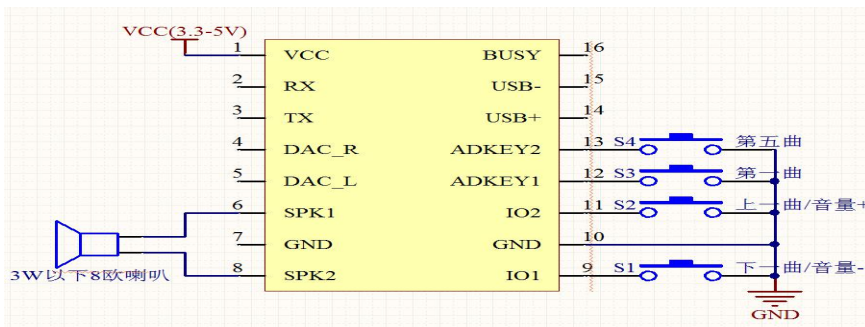 VCC(3.3-5V)
1 VCC BUSY 16
2 RX USB- 15
3 TX USB+ 14
4 DAC_R ADKEY2 13 S4 第五曲
5 DAC_L ADKEY1 12 S3 第一曲
6 SPK1 IO2 11 S2 上一曲/音量+
7 GND GND 10
3W以下8欧喇叭 8 SPK2 IO1 9 S1 下一曲/音量-
GND